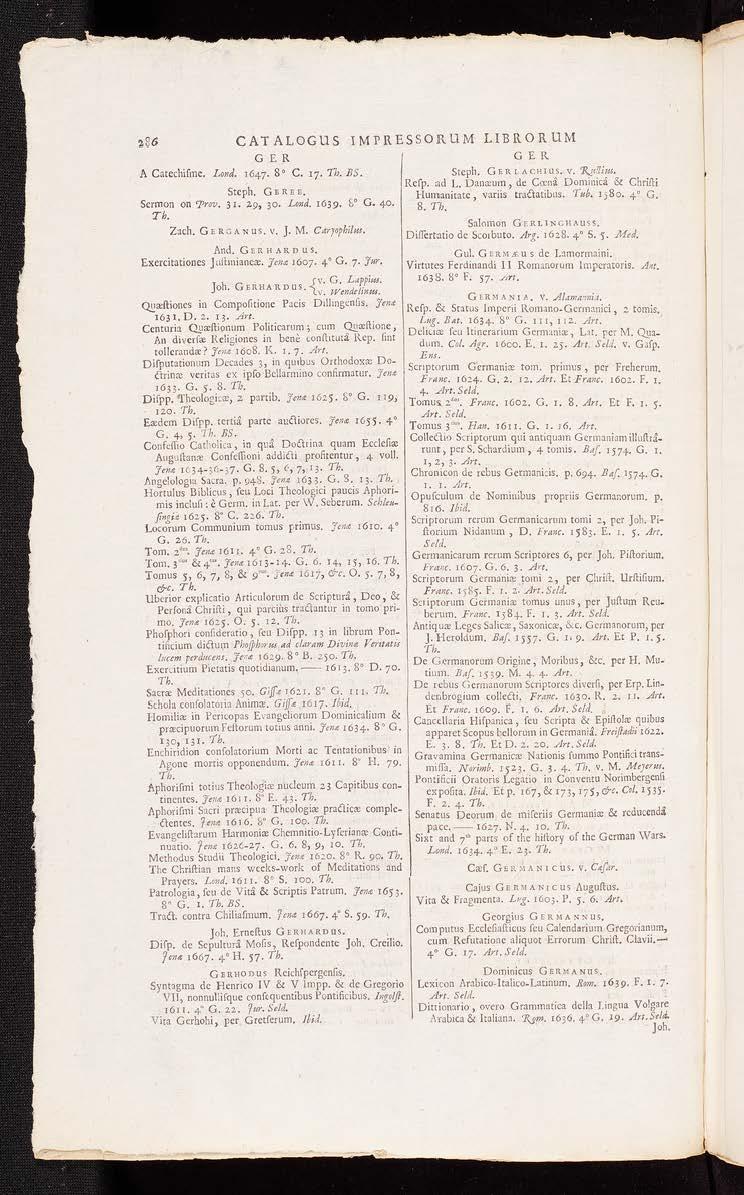 286
CATALOGUS IMPRESSORUM LIBRORUM
GER
A Catechiſme. Lond. 1647. 8° C. 17. Th. BS.
Steph. GEREE.
Sermon on Prov. 31. 29, 30. Lond. 1639. 8° G. 40.
Th.
Zach. GERGANUS. v. J. M. Caryophilus.
And. GERHARDUS.
Exercitationes Juſtinianeæ. Jenæ 1607. 4° G. 7. Jur.
Joh. GERHARDUS. {v. G. Lappius.
{v. Wendelinus.
Quæſtiones in Compoſitione Pacis Dillingenſis. Jenæ
1631. D. 2. 13. Art.
Centuria Quæſtionum Politicarum; cum Quæſtione,
An diverſæ Religiones in benè conſtitutâ Rep. ſint
tollerandæ? Jenæ 1608. K. 1. 7. Art.
Diſputationum Decades 3, in quibus Orthodoxæ Do-
ctrinæ veritas ex ipſo Bellarmino confirmatur. Jenæ
1633. G. 5. 8. Th.
Diſpp. Theologicæ, 2 partib. Jenæ 1625. 8° G. 119,
120. Th.
Eædem Diſpp. tertiâ parte auctiores. Jenæ 1655. 4°
G. 4, 5. Th. BS.
Confeſſio Catholica, in quâ Doctrina quam Eccleſiæ
Auguſtanæ Confeſſioni addicti profitentur, 4 voll.
Jenæ 1634-36-37. G. 8. 5, 6, 7, 13. Th.
Angelologia Sacra. p. 948. Jenæ 1633. G. 8. 13. Th.
Hortulus Biblicus, ſeu Loci Theologici paucis Aphoriſ-
mis incluſi: è Germ. in Lat. per W. Seberum. Schleu-
ſingiæ 1625. 8° C. 226. Th.
Locorum Communium tomus primus. Jenæ 1610. 4°
G. 26. Th.
Tom. 2dus. Jenæ 1611. 4° G. 28. Th.
Tom. 3us & 4tus. Jenæ 1613-14. G. 6. 14, 15, 16. Th.
Tomus 5, 6, 7, 8, & 9nus. Jenæ 1617, &c. O. 5. 7, 8,
&c. Th.
Uberior explicatio Articulorum de Scripturâ, Deo, &
Perſonâ Chriſti, qui parciùs tractantur in tomo pri-
mo. Jenæ 1625. O. 5. 12. Th.
Phoſphori conſideratio, ſeu Diſpp. 13 in librum Pon-
tificium dictum Phoſphorus ad claram Divinæ Veritatis
lucem perducens. Jenæ 1629. 8° B. 250. Th.
Exercitium Pietatis quotidianum, —— 1613. 8° D. 70.
Th.
Sacræ Meditationes 50. Giſſæ 1621. 8° G. 111. Th.
Schola conſolatoria Animæ. Giſſæ 1617. Ibid.
Homiliæ in Pericopas Evangeliorum Dominicalium &
præcipuorum Feſtorum totius anni. Jenæ 1634. 8° G.
130, 131. Th.
Enchiridion conſolatorium Morti ac Tentationibus in
Agone mortis opponendum. Jenæ 1611. 8° H. 79.
Th.
Aphoriſmi totius Theologiæ nucleum 23 Capitibus con-
tinentes. Jenæ 1611. 8° E. 43. Th.
Aphoriſmi Sacri præcipua Theologiæ practicæ comple-
ctentes. Jenæ 1616. 8° G. 100. Th.
Evangeliſtarum Harmoniæ Chemnitio-Lyſerianæ Conti-
nuatio. Jenæ 1626-27. G. 6. 8, 9, 10. Th.
Methodus Studii Theologici. Jenæ 1620. 8° R. 90. Th.
The Chriſtian mans weeks-work of Meditations and
Prayers. Lond. 1611. 8° S. 100. Th.
Patrologia, ſeu de Vitâ & Scriptis Patrum. Jenæ 1653.
8° G. 1. Th. BS.
Tract. contra Chiliaſmum. Jenæ 1667. 4° S. 59. Th.
Joh. Erneſtus GERHARDUS.
Diſp. de Sepulturâ Moſis, Reſpondente Joh. Creilio.
Jenæ 1667. 4° H. 57. Th.
GERHODUS Reichſpergenſis.
Syntagma de Henrico IV & V Impp. & de Gregorio
VII, nonnulliſque conſequentibus Pontificibus. Ingolſt.
1611. 4° G. 22. Jur. Seld.
Vita Gerhohi, per Gretſerum. Ibid.
GER
Steph. GERLACHIUS. v. Ruſlius.
Reſp. ad L. Danæum, de Cœnâ Dominicâ & Chriſti
Humanitate, variis tractatibus. Tub. 1580. 4° G.
8. Th.
Salomon GERLINGHAUSS.
Diſſertatio de Scorbuto. Arg. 1628. 4° S. 5. Med.
Gul. GERMÆUS de Lamormaini.
Virtutes Ferdinandi II Romanorum Imperatoris. Ant.
1638. 8° F. 57. Art.
GERMANIA. v. Alamannia.
Reſp. & Status Imperii Romano-Germanici, 2 tomis.
Lug. Bat. 1634. 8° G. 111, 112. Art.
Deliciæ ſeu Itinerarium Germaniæ, Lat. per M. Qua-
dum. Col. Agr. 1600. E. 1. 25. Art. Seld. v. Gaſp.
Ens.
Scriptorum Germaniæ tom. primus, per Freherum.
Franc. 1624. G. 2. 12. Art. Et Franc. 1602. F. 1.
4. Art. Seld.
Tomus 2dus. Franc. 1602. G. 1. 8. Art. Et F. 1. 5.
Art. Seld.
Tomus 3us. Han. 1611. G. 1. 16. Art.
Collectio Scriptorum qui antiquam Germaniam illuſtrâ-
runt, per S. Schardium, 4 tomis. Baſ. 1574. G. 1.
1, 2, 3. Art.
Chronicon de rebus Germanicis. p. 694. Baſ. 1574. G.
1. 1. Art.
Opuſculum de Nominibus propriis Germanorum. p.
816. Ibid.
Scriptorum rerum Germanicarum tomi 2, per Joh. Pi-
ſtorium Nidanum, D. Franc. 1583. E. 1. 5. Art.
Seld.
Germanicarum rerum Scriptores 6, per Joh. Piſtorium.
Franc. 1607. G. 6. 3. Art.
Scriptorum Germaniæ tomi 2, per Chriſt. Urſtiſium.
Franc. 1585. F. 1. 2. Art. Seld.
Scriptorum Germaniæ tomus unus, per Juſtum Reu-
berum. Franc. 1584. F. 1. 3. Art. Seld.
Antiquæ Leges Salicæ, Saxonicæ, &c. Germanorum, per
J. Heroldum. Baſ. 1557. G. 1. 9. Art. Et P. 1. 5.
Th.
De Germanorum Origine, Moribus, &c. per H. Mu-
tium. Baſ. 1539. M. 4. 4. Art.
De rebus Germanorum Scriptores diverſi, per Erp. Lin-
denbrogium collecti, Franc. 1630. R. 2. 11. Art.
Et Franc. 1609. F. 1. 6. Art. Seld.
Cancellaria Hiſpanica, ſeu Scripta & Epiſtolæ quibus
apparet Scopus bellorum in Germaniâ. Freiſtadii 1622.
E. 3. 8. Th. Et D. 2. 20. Art. Seld.
Gravamina Germanicæ Nationis ſummo Pontifici trans-
miſſa. Norimb. 1523. G. 3. 4. Th. v. M. Meyerus.
Pontificii Oratoris Legatio in Conventu Norimbergenſi
expoſita. Ibid. Et p. 167, & 173, 175, &c. Col. 1535.
F. 2. 4. Th.
Senatus Deorum de miſeriis Germaniæ & reducendâ
pace. —— 1627. N. 4. 10. Th.
Sixt and 7th parts of the hiſtory of the German Wars.
Lond. 1634. 4° E. 23. Th.
Cæſ. GERMANICUS. v. Cæſar.
Cajus GERMANICUS Auguſtus.
Vita & Fragmenta. Lug. 1603. P. 5. 6. Art.
Georgius GERMANNUS.
Computus Eccleſiaſticus ſeu Calendarium Gregorianum,
cum Refutatione aliquot Errorum Chriſt. Clavii.—
4° G. 17. Art. Seld.
Dominicus GERMANUS.
Lexicon Arabico-Italico-Latinum. Rom. 1639. F. 1. 7.
Art. Seld.
Dittionario, overo Grammatica della Lingua Volgare
Arabica & Italiana. Rom. 1636. 4° G. 19. Art. Seld.
Joh.